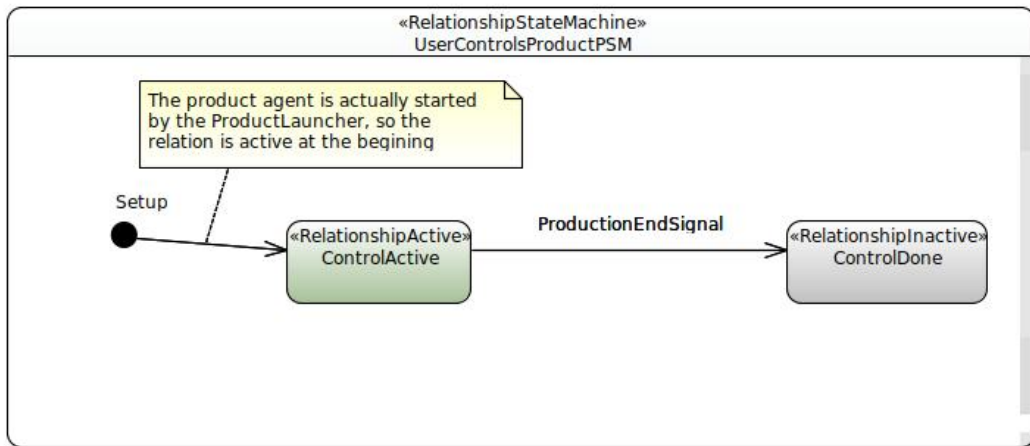 «RelationshipStateMachine»
UserControlsProductPSM
The product agent is actually started
by the ProductLauncher, so the
relation is active at the begining
Setup
«RelationshipActive»
ControlActive
ProductionEndSignal
«RelationshipInactive»
ControlDone